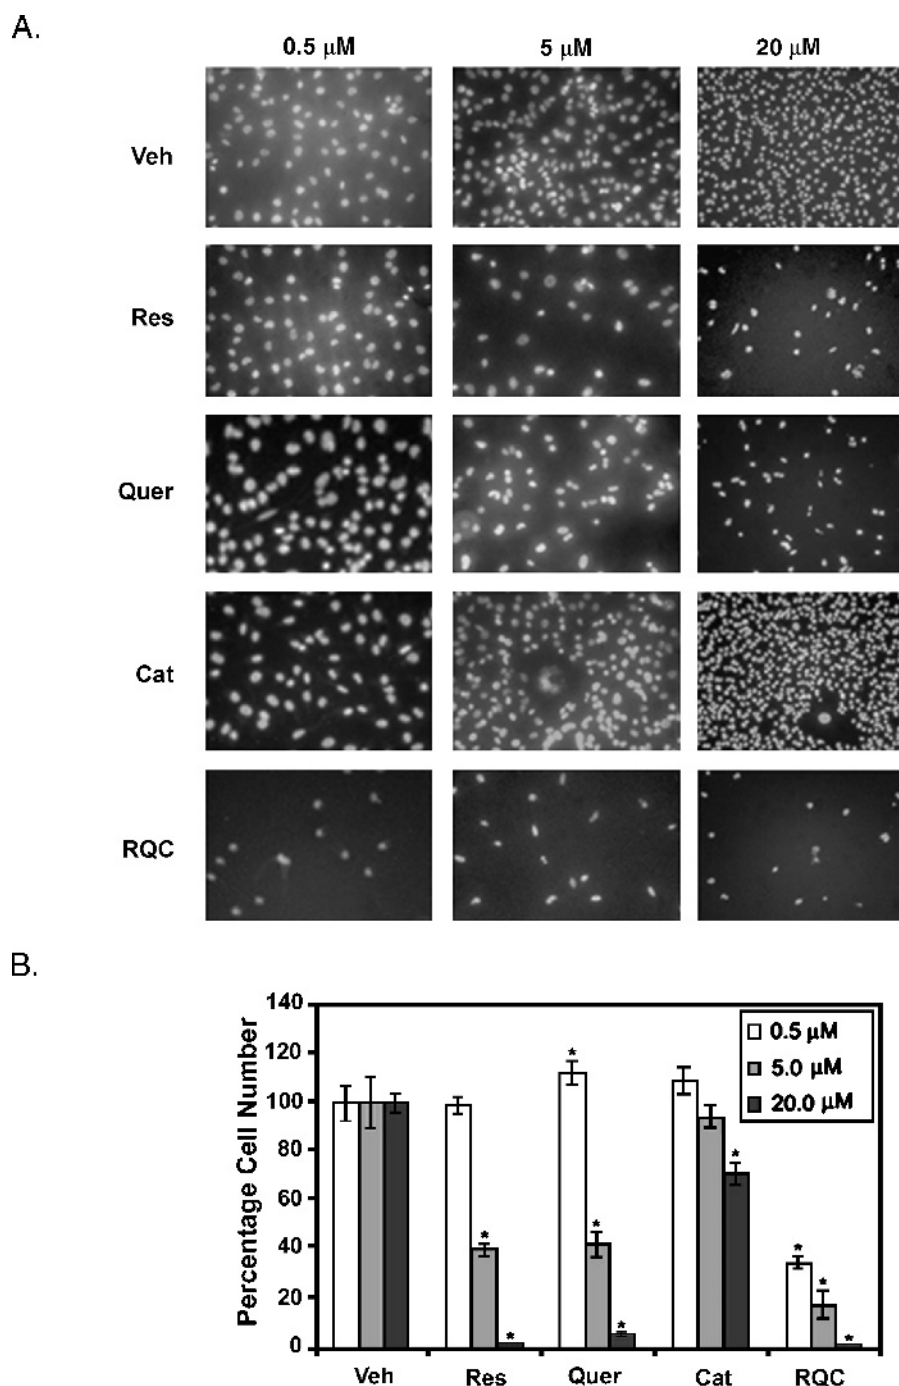 A.
0.5 μM 5 μM 20 μM
Veh
Res
Quer
Cat
RQC
B.
Percentage Cell Number
140
120
100
80
60
40
20
0
0.5 μM
5.0 μM
20.0 μM
* * * * * * * * *
Veh Res Quer Cat RQC